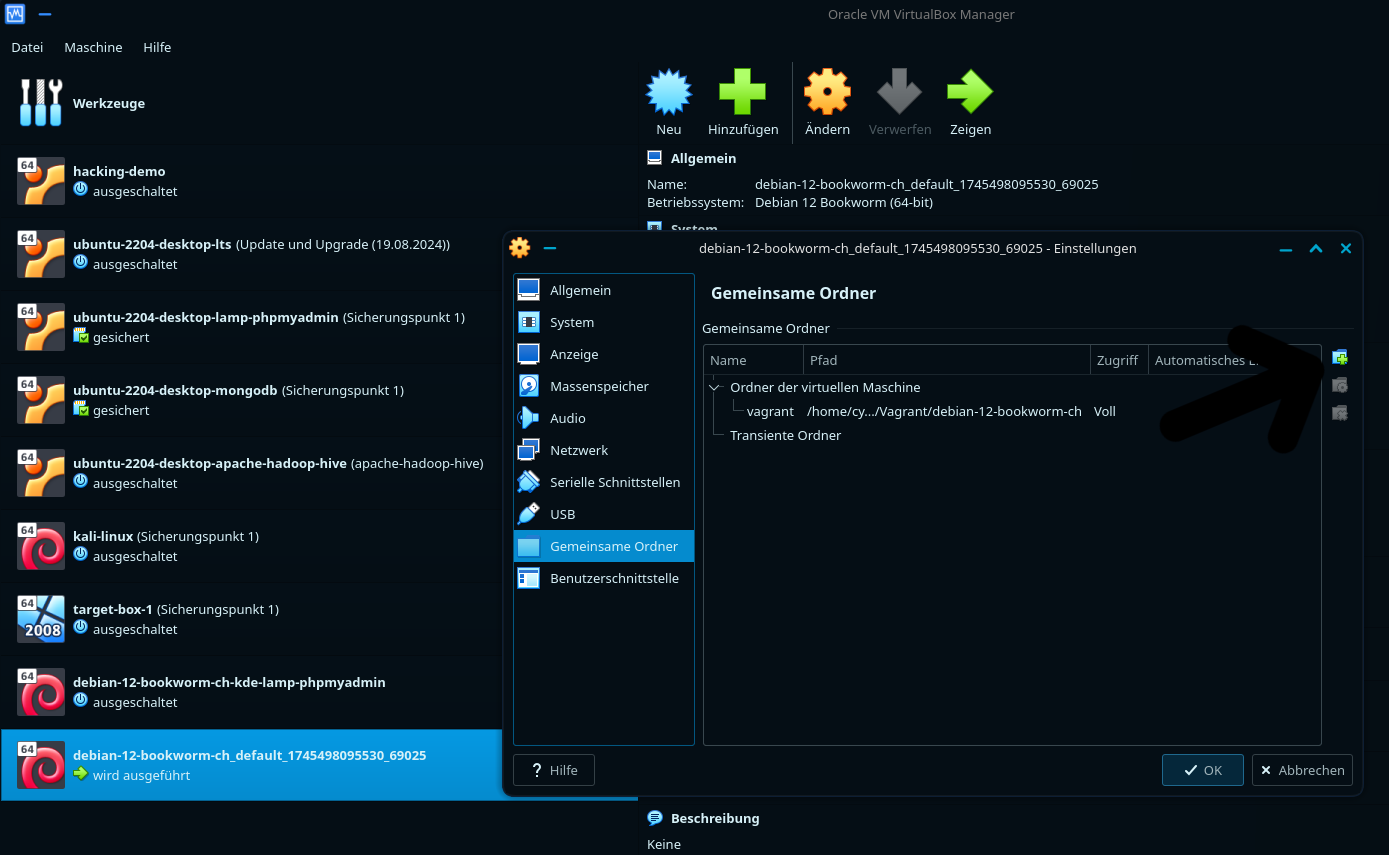 Oracle VM VirtualBox Manager
Datei Maschine Hilfe
Werkzeuge
Neu Hinzufügen Ändern Verwerfen Zeigen
64 hacking-demo
ausgeschaltet
64 ubuntu-2204-desktop-lts (Update und Upgrade (19.08.2024))
ausgeschaltet
64 ubuntu-2204-desktop-lamp-phpmyadmin (Sicherungspunkt 1)
gesichert
64 ubuntu-2204-desktop-mongodb (Sicherungspunkt 1)
gesichert
64 ubuntu-2204-desktop-apache-hadoop-hive (apache-hadoop-hive)
ausgeschaltet
64 kali-linux (Sicherungspunkt 1)
ausgeschaltet
64 target-box-1 (Sicherungspunkt 1)
2008 ausgeschaltet
64 debian-12-bookworm-ch-kde-lamp-phpmyadmin
ausgeschaltet
64 debian-12-bookworm-ch_default_1745498095530_69025
wird ausgeführt
Allgemein
Name: debian-12-bookworm-ch_default_1745498095530_69025
Betriebssystem: Debian 12 Bookworm (64-bit)
System
debian-12-bookworm-ch_default_1745498095530_69025 - Einstellungen
Allgemein
System
Anzeige
Massenspeicher
Audio
Netzwerk
Serielle Schnittstellen
USB
Gemeinsame Ordner
Benutzerschnittstelle
Gemeinsame Ordner
Gemeinsame Ordner
Name Pfad Zugriff Automatisches
Ordner der virtuellen Maschine
vagrant /home/cy.../Vagrant/debian-12-bookworm-ch Voll
Transiente Ordner
? Hilfe OK Abbrechen
Beschreibung
Keine